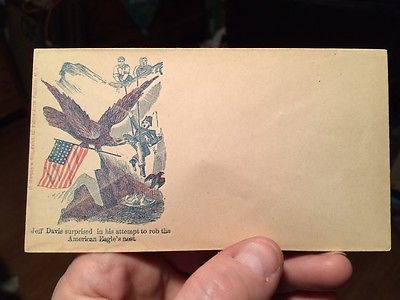 Jeff Davis surprised in his attempt to rob the
American Eagle's nest.